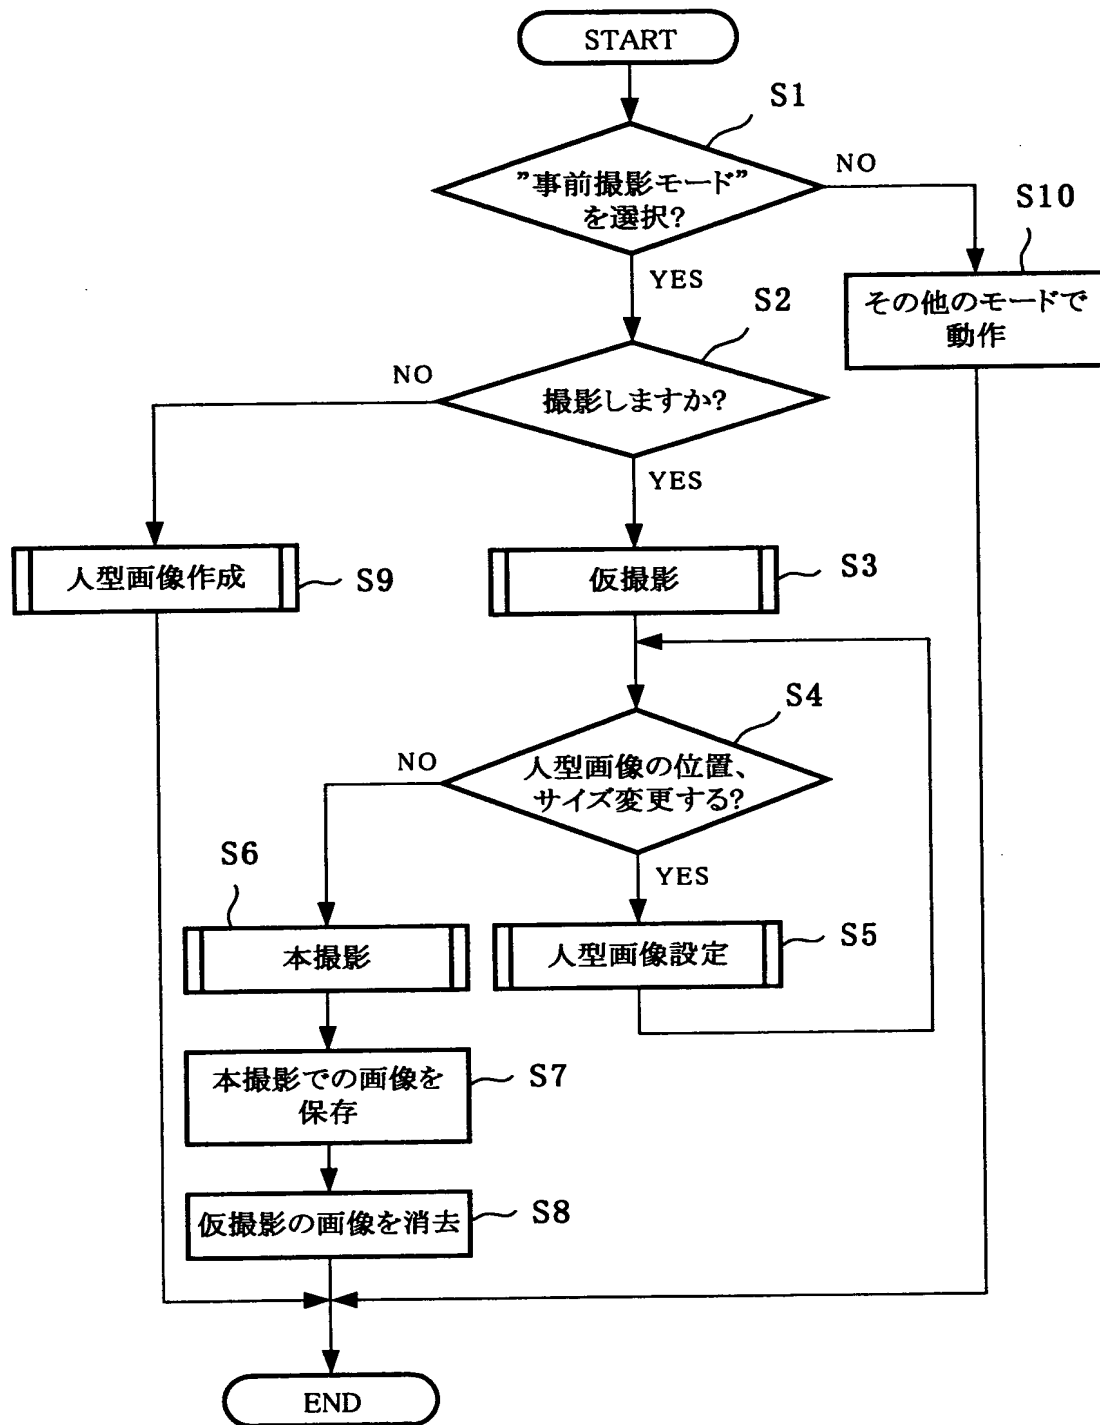 START
S1
”事前撮影モード”
を選択?
NO
S10
YES
その他のモードで
動作
S2
NO
撮影しますか?
YES
人型画像作成
S9
仮撮影
S3
S4
NO
人型画像の位置、
サイズ変更する?
S6
YES
本撮影
人型画像設定
S5
本撮影での画像を
保存
S7
仮撮影の画像を消去
S8
END